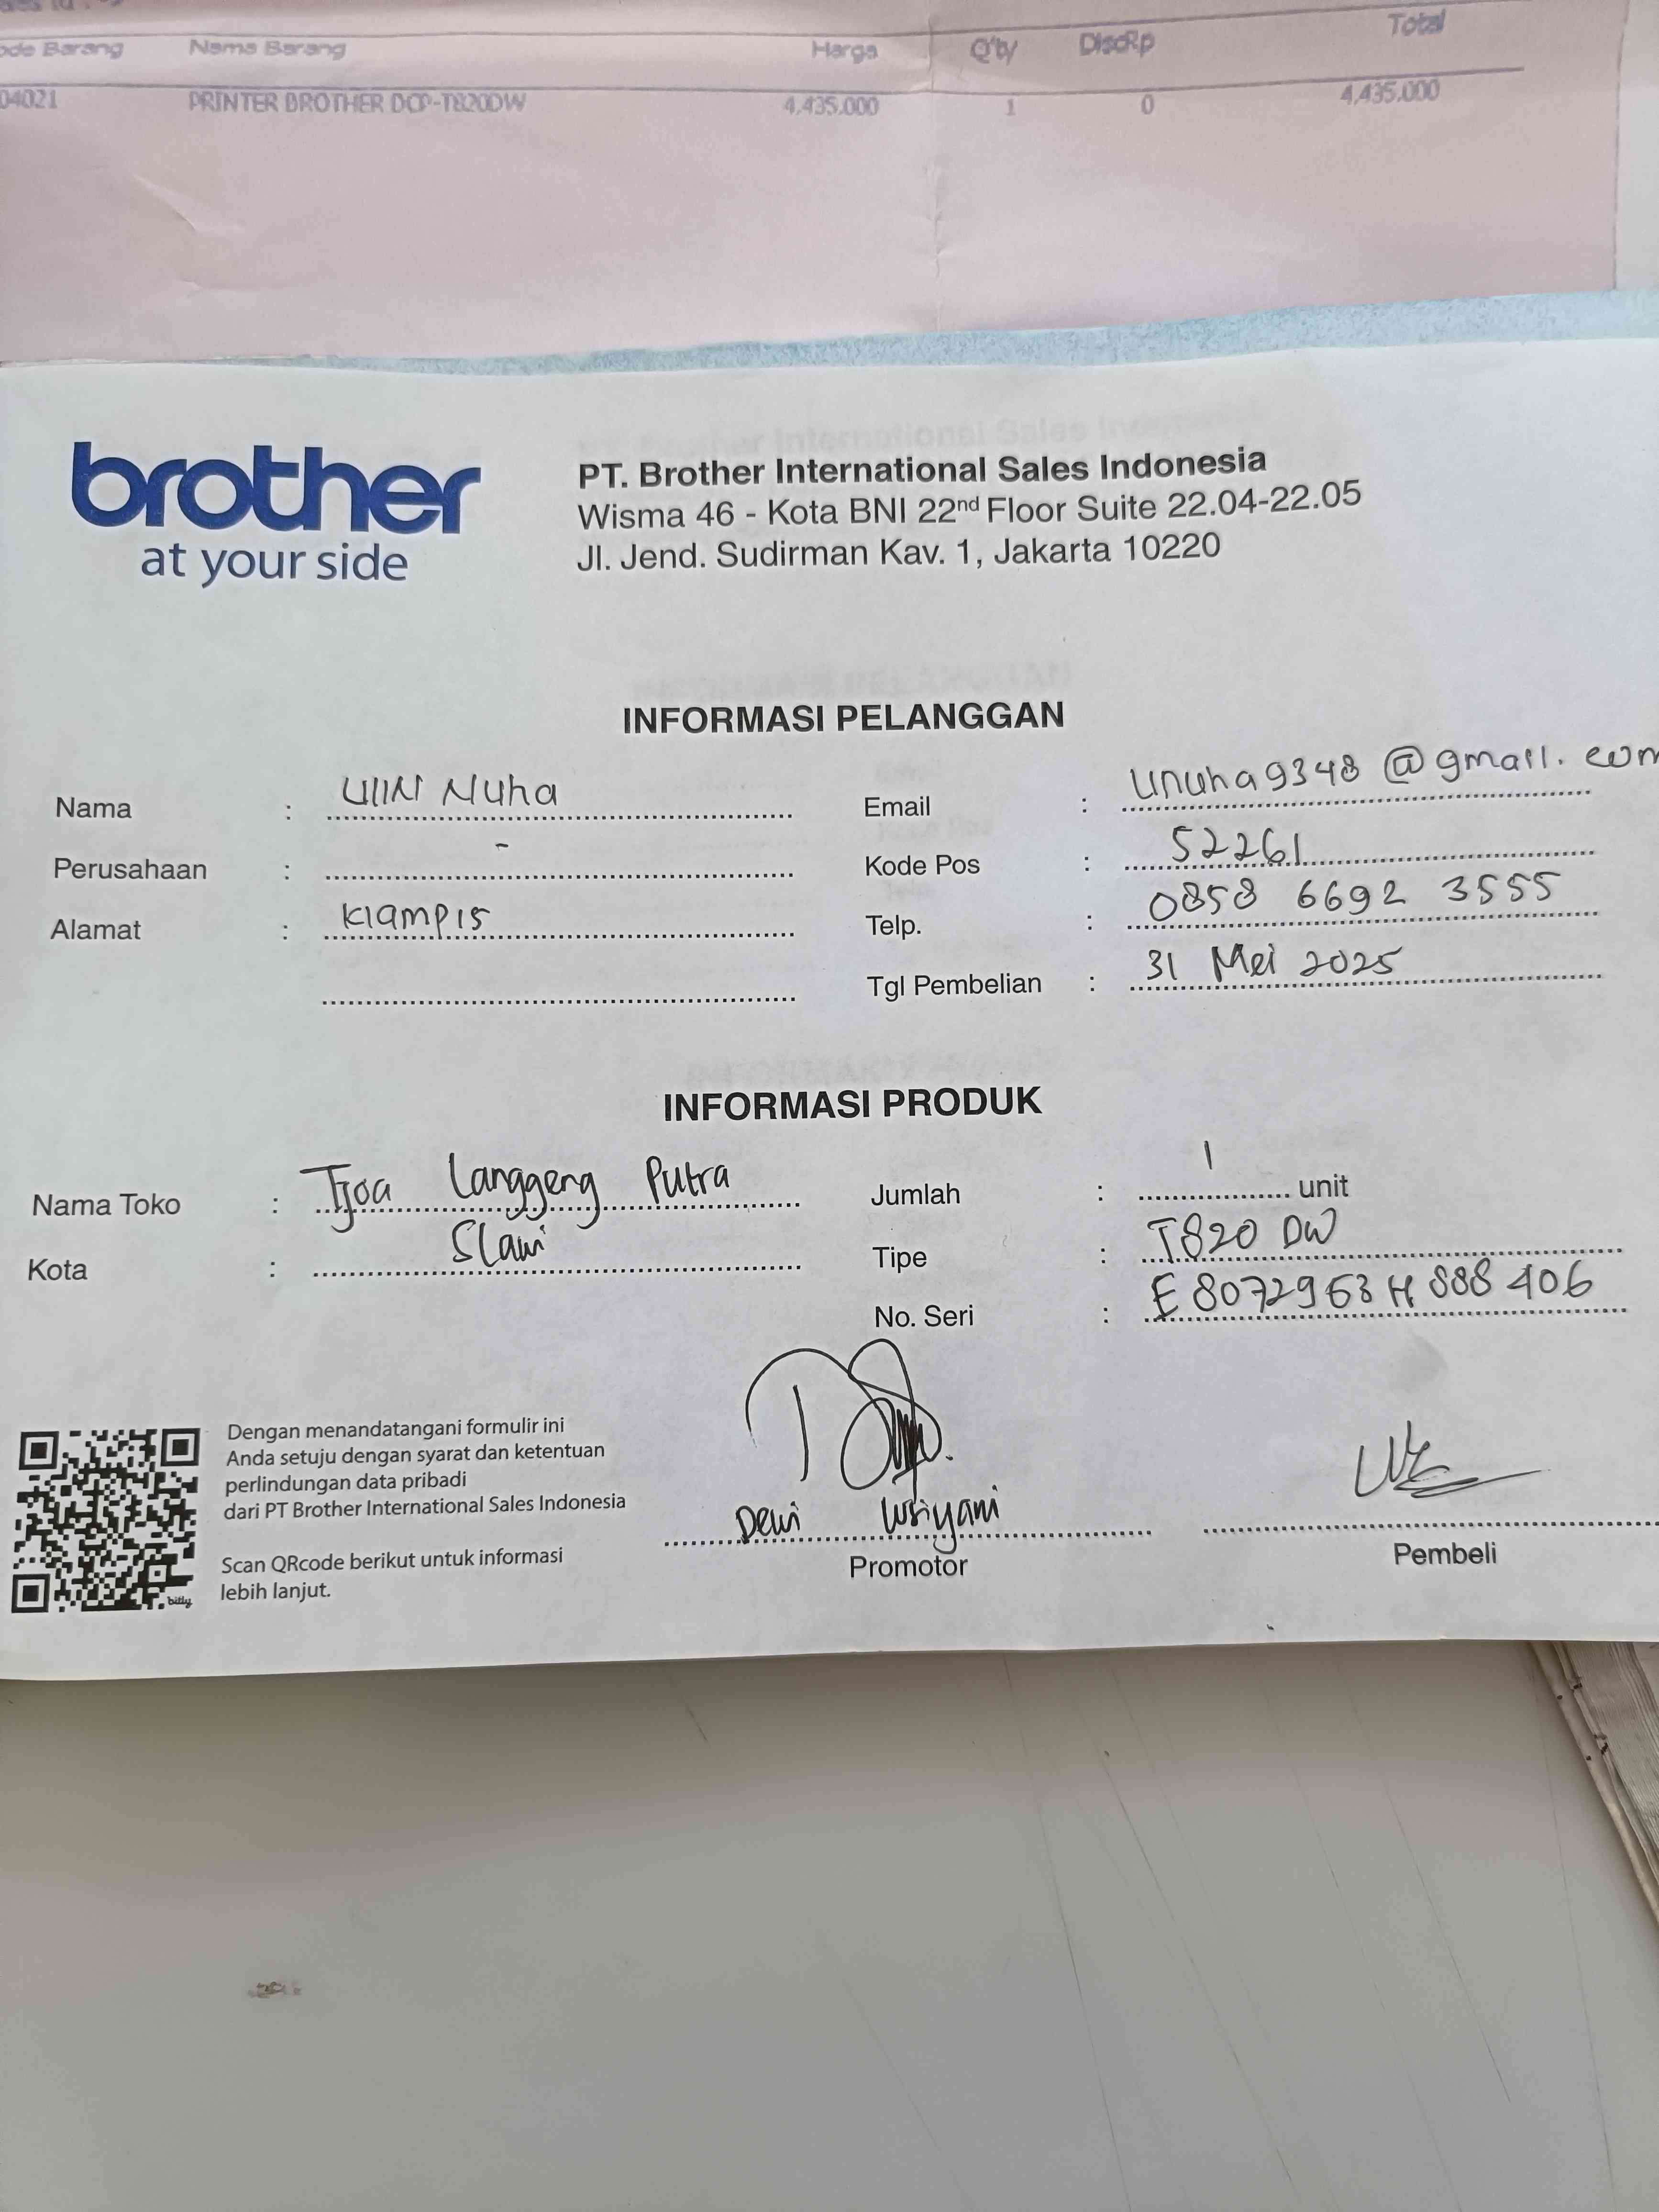 Kode Barang Nama Barang Harga Q'ty DiscRp Total
04021 PRINTER BROTHER DCP-T820DW 4,435,000 1 0 4,435,000
brother
at your side
PT. Brother International Sales Indonesia
Wisma 46 - Kota BNI 22nd Floor Suite 22.04-22.05
Jl. Jend. Sudirman Kav. 1, Jakarta 10220
INFORMASI PELANGGAN
Nama : Ulin Nuha
Email : Ununha9348@gmail.com
Perusahaan : -
Kode Pos : 52261
Alamat : Klampis
Telp. : 0858 6692 3555
Tgl Pembelian : 31 Mei 2025
INFORMASI PRODUK
Nama Toko : Tjoa Langgeng Putra
Jumlah : 1 unit
Kota : Slawi
Tipe : T820 DW
No. Seri : E8072963H888406
Dengan menandatangani formulir ini
Anda setuju dengan syarat dan ketentuan
perlindungan data pribadi
dari PT Brother International Sales Indonesia
Scan QRcode berikut untuk informasi
lebih lanjut.
bitly
Dewi
Promotor
Pembeli